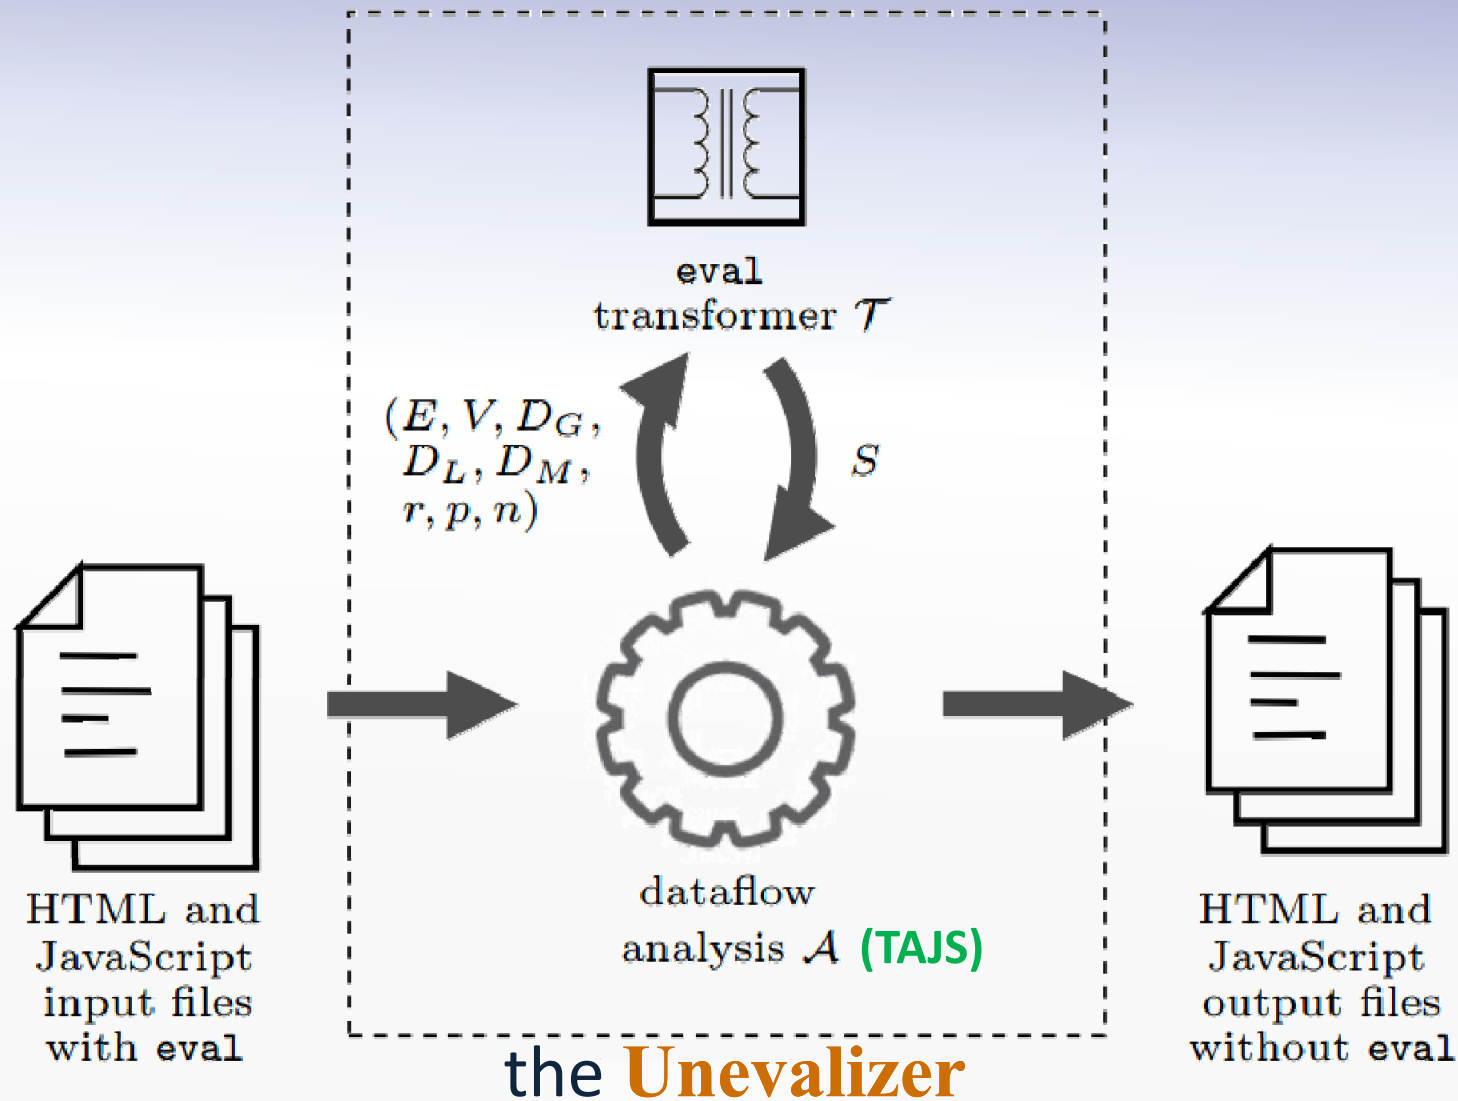 eval
transformer 𝒯
(E, V, D_G,
D_L, D_M,
r, p, n)
S
HTML and
JavaScript
input files
with eval
dataflow
analysis 𝒜 (TAJS)
HTML and
JavaScript
output files
without eval
the Unevalizer